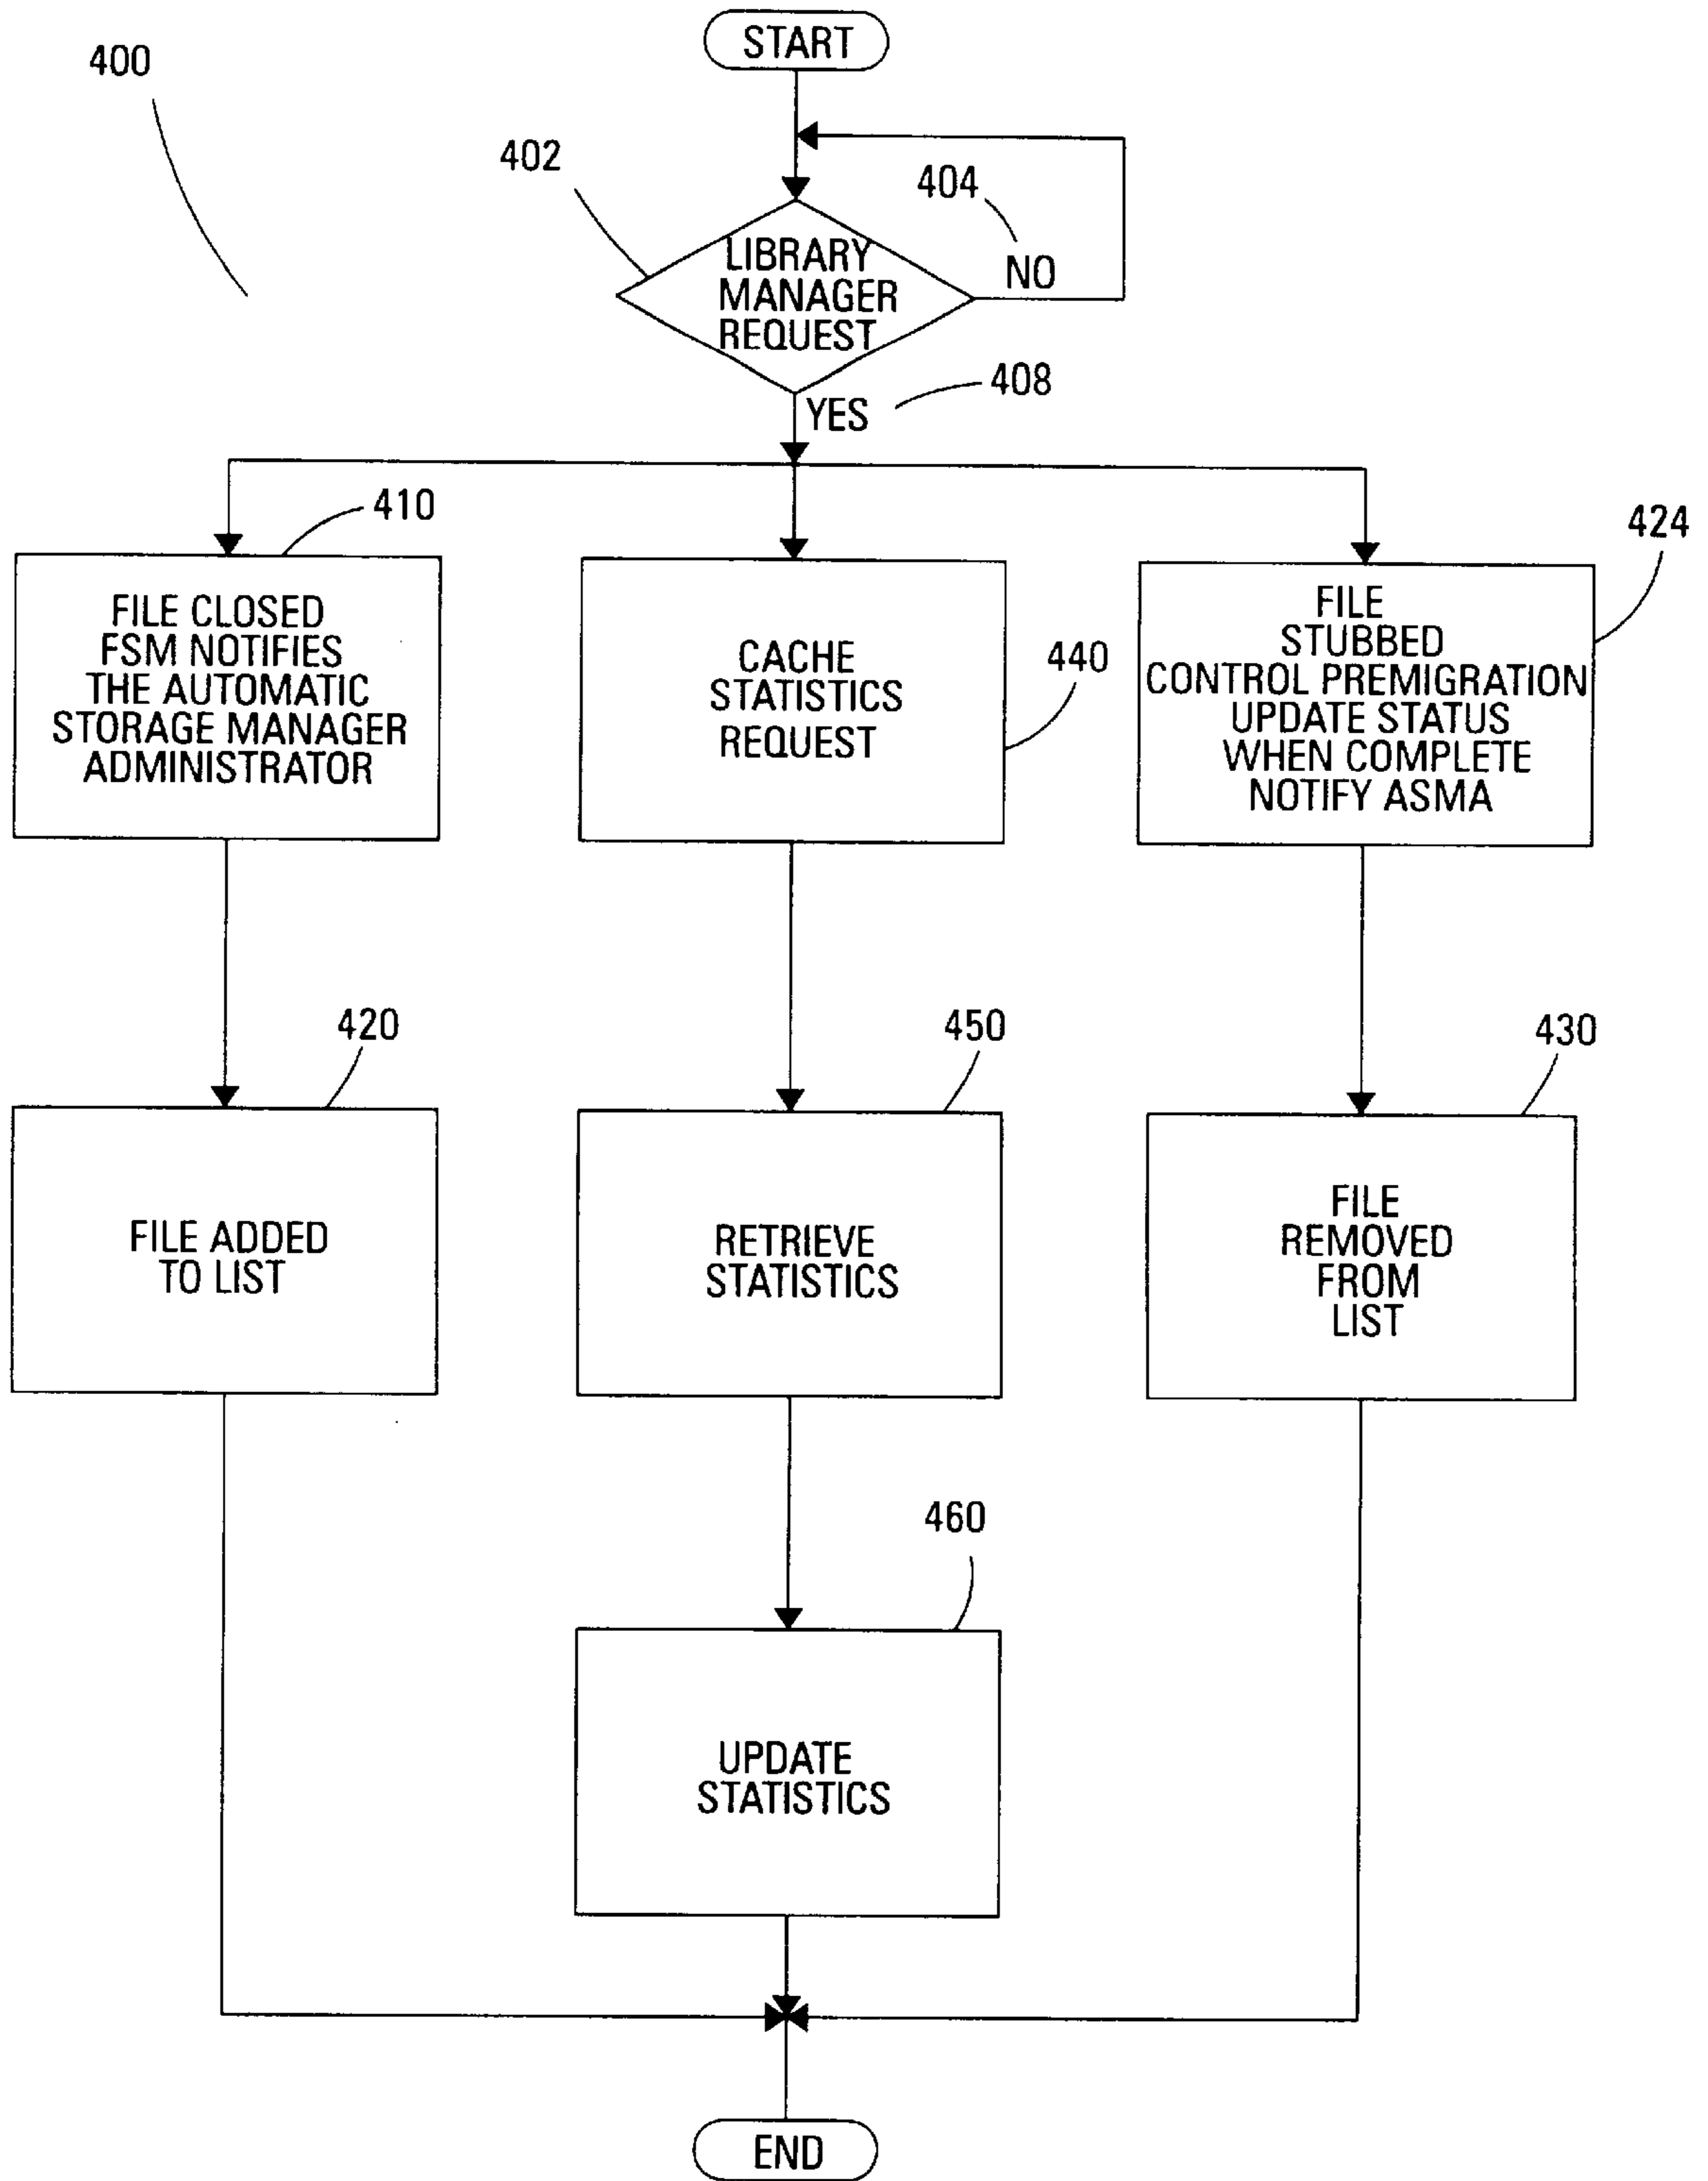 START
400
402
404
LIBRARY
MANAGER
REQUEST
NO
408
YES
410
424
FILE CLOSED
FSM NOTIFIES
THE AUTOMATIC
STORAGE MANAGER
ADMINISTRATOR
CACHE
STATISTICS
REQUEST
440
FILE
STUBBED
CONTROL PREMIGRATION
UPDATE STATUS
WHEN COMPLETE
NOTIFY ASMA
420
450
430
FILE ADDED
TO LIST
RETRIEVE
STATISTICS
FILE
REMOVED
FROM
LIST
460
UPDATE
STATISTICS
END